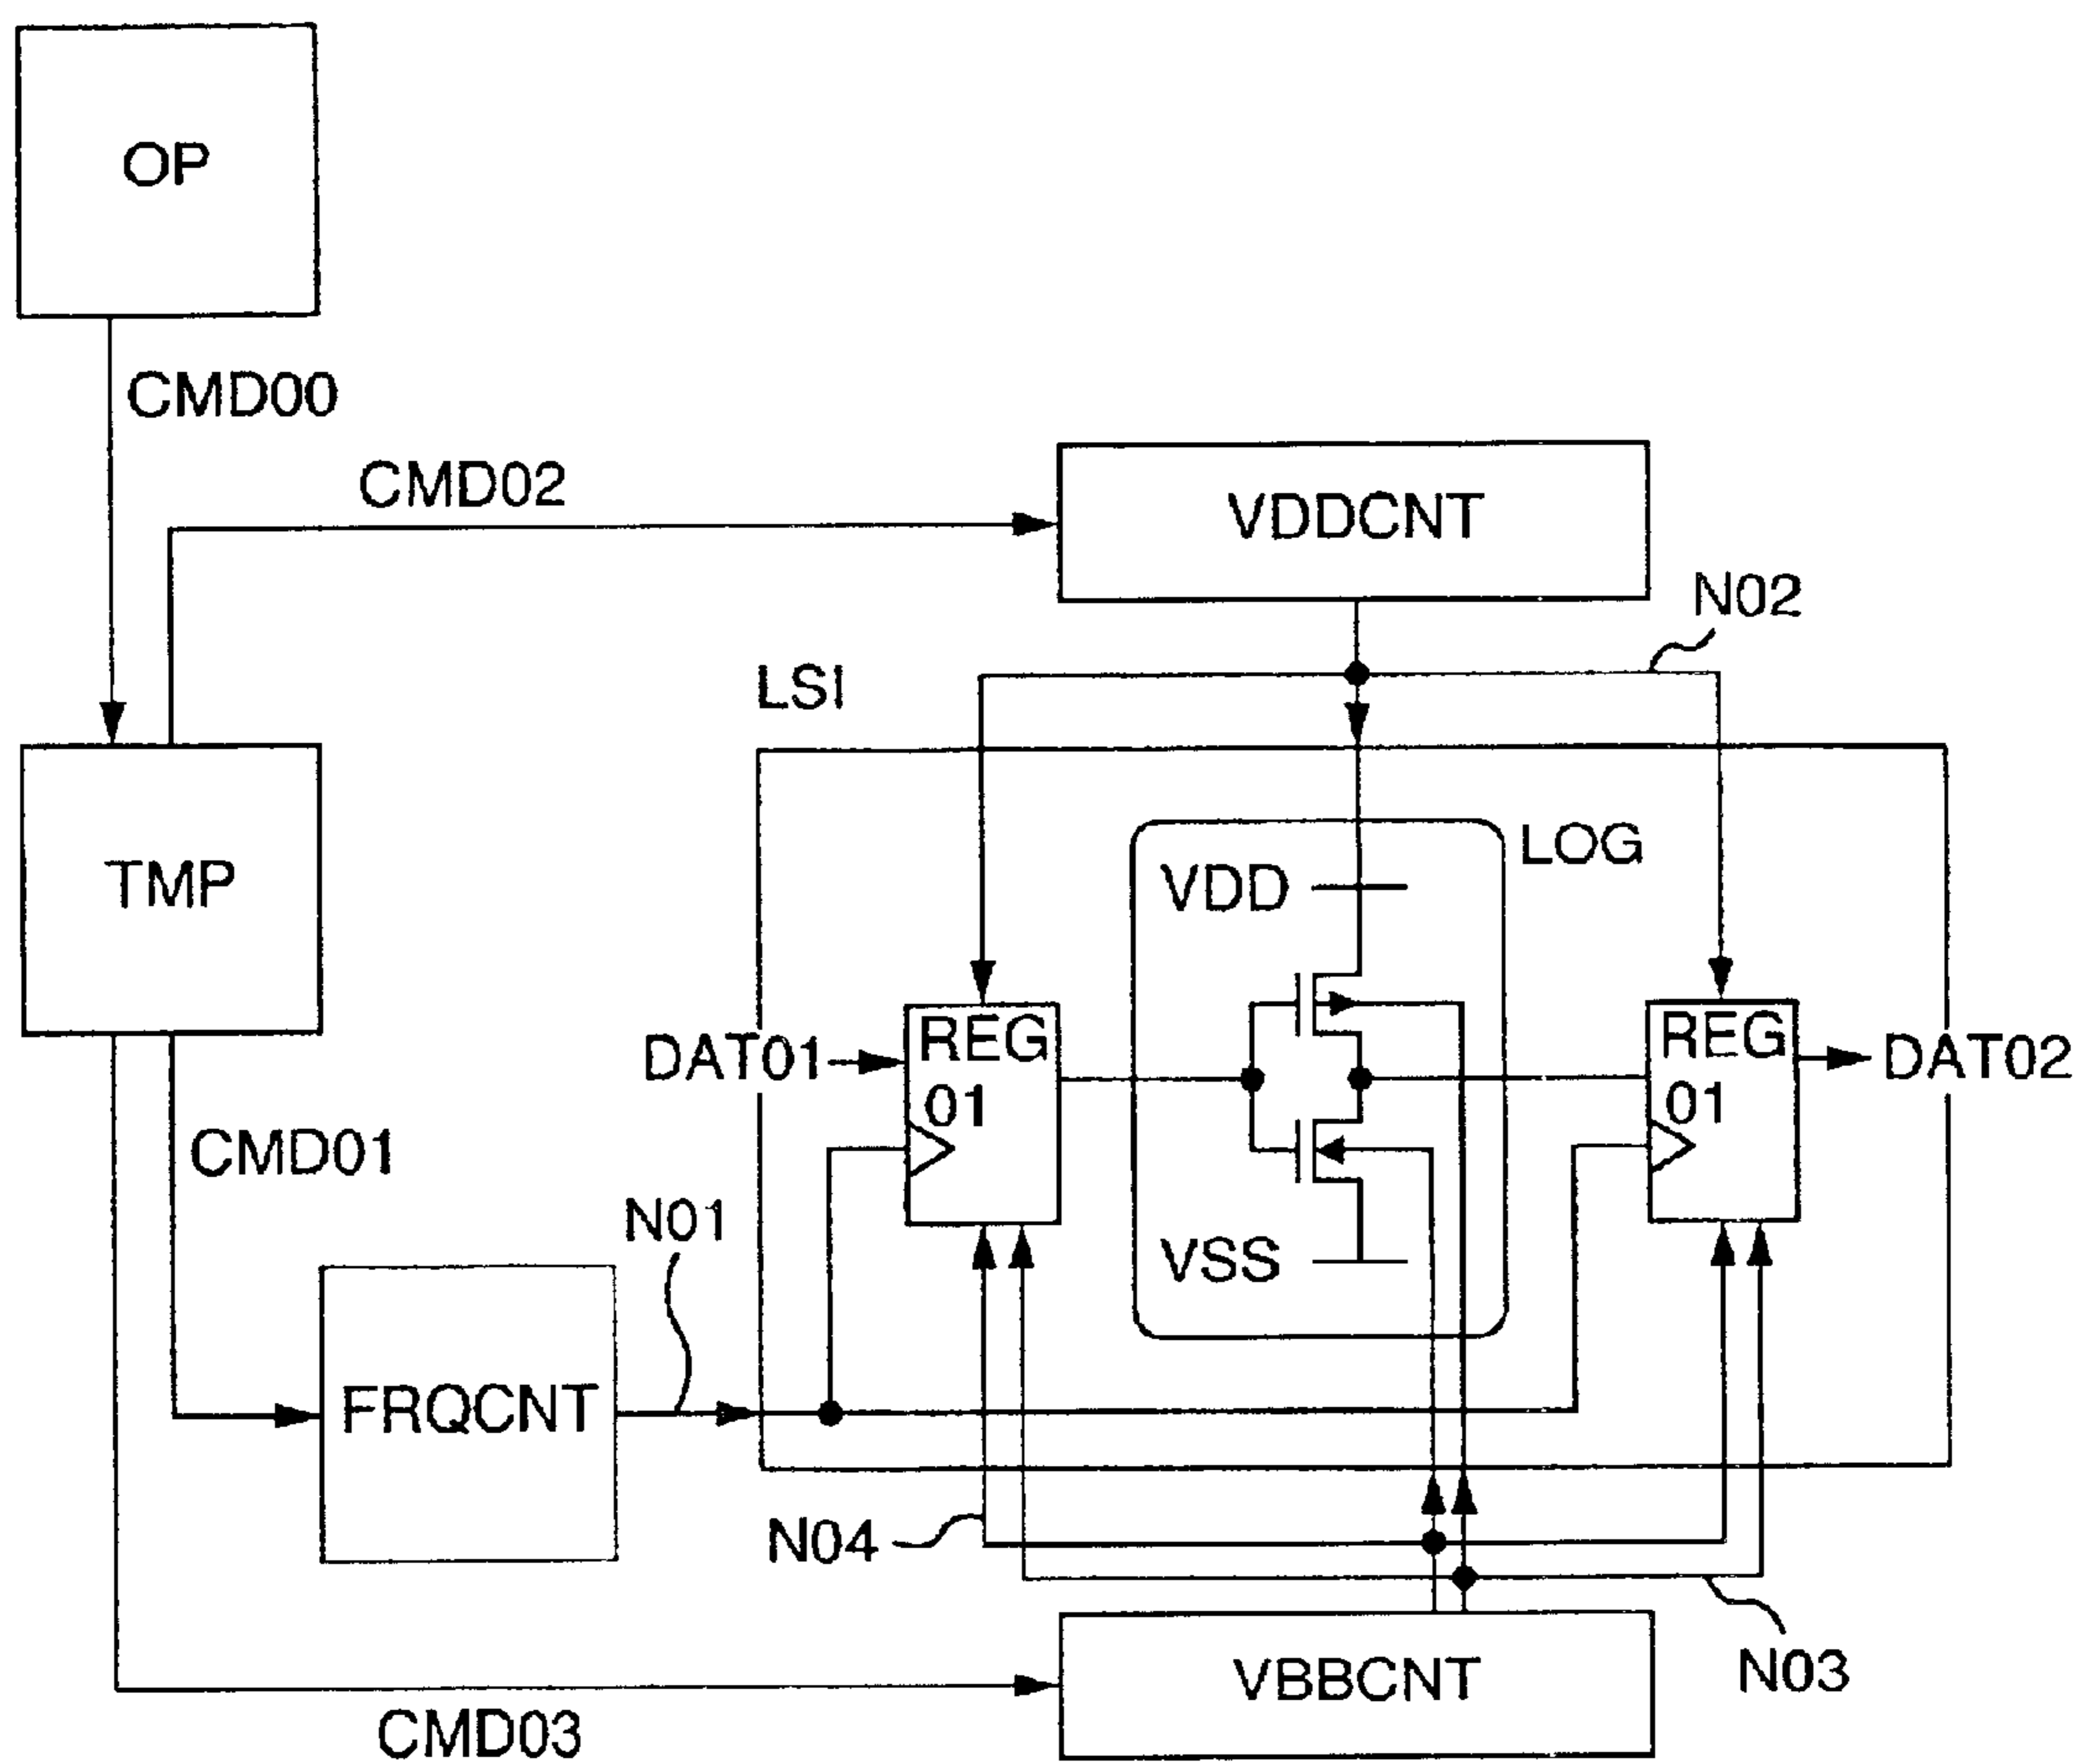 OP
CMD00
CMD02
VDDCNT
N02
LSI
LOG
VDD
TMP
DAT01
REG
01
REG
01
DAT02
CMD01
N01
VSS
FRQCNT
N04
VBBCNT
N03
CMD03